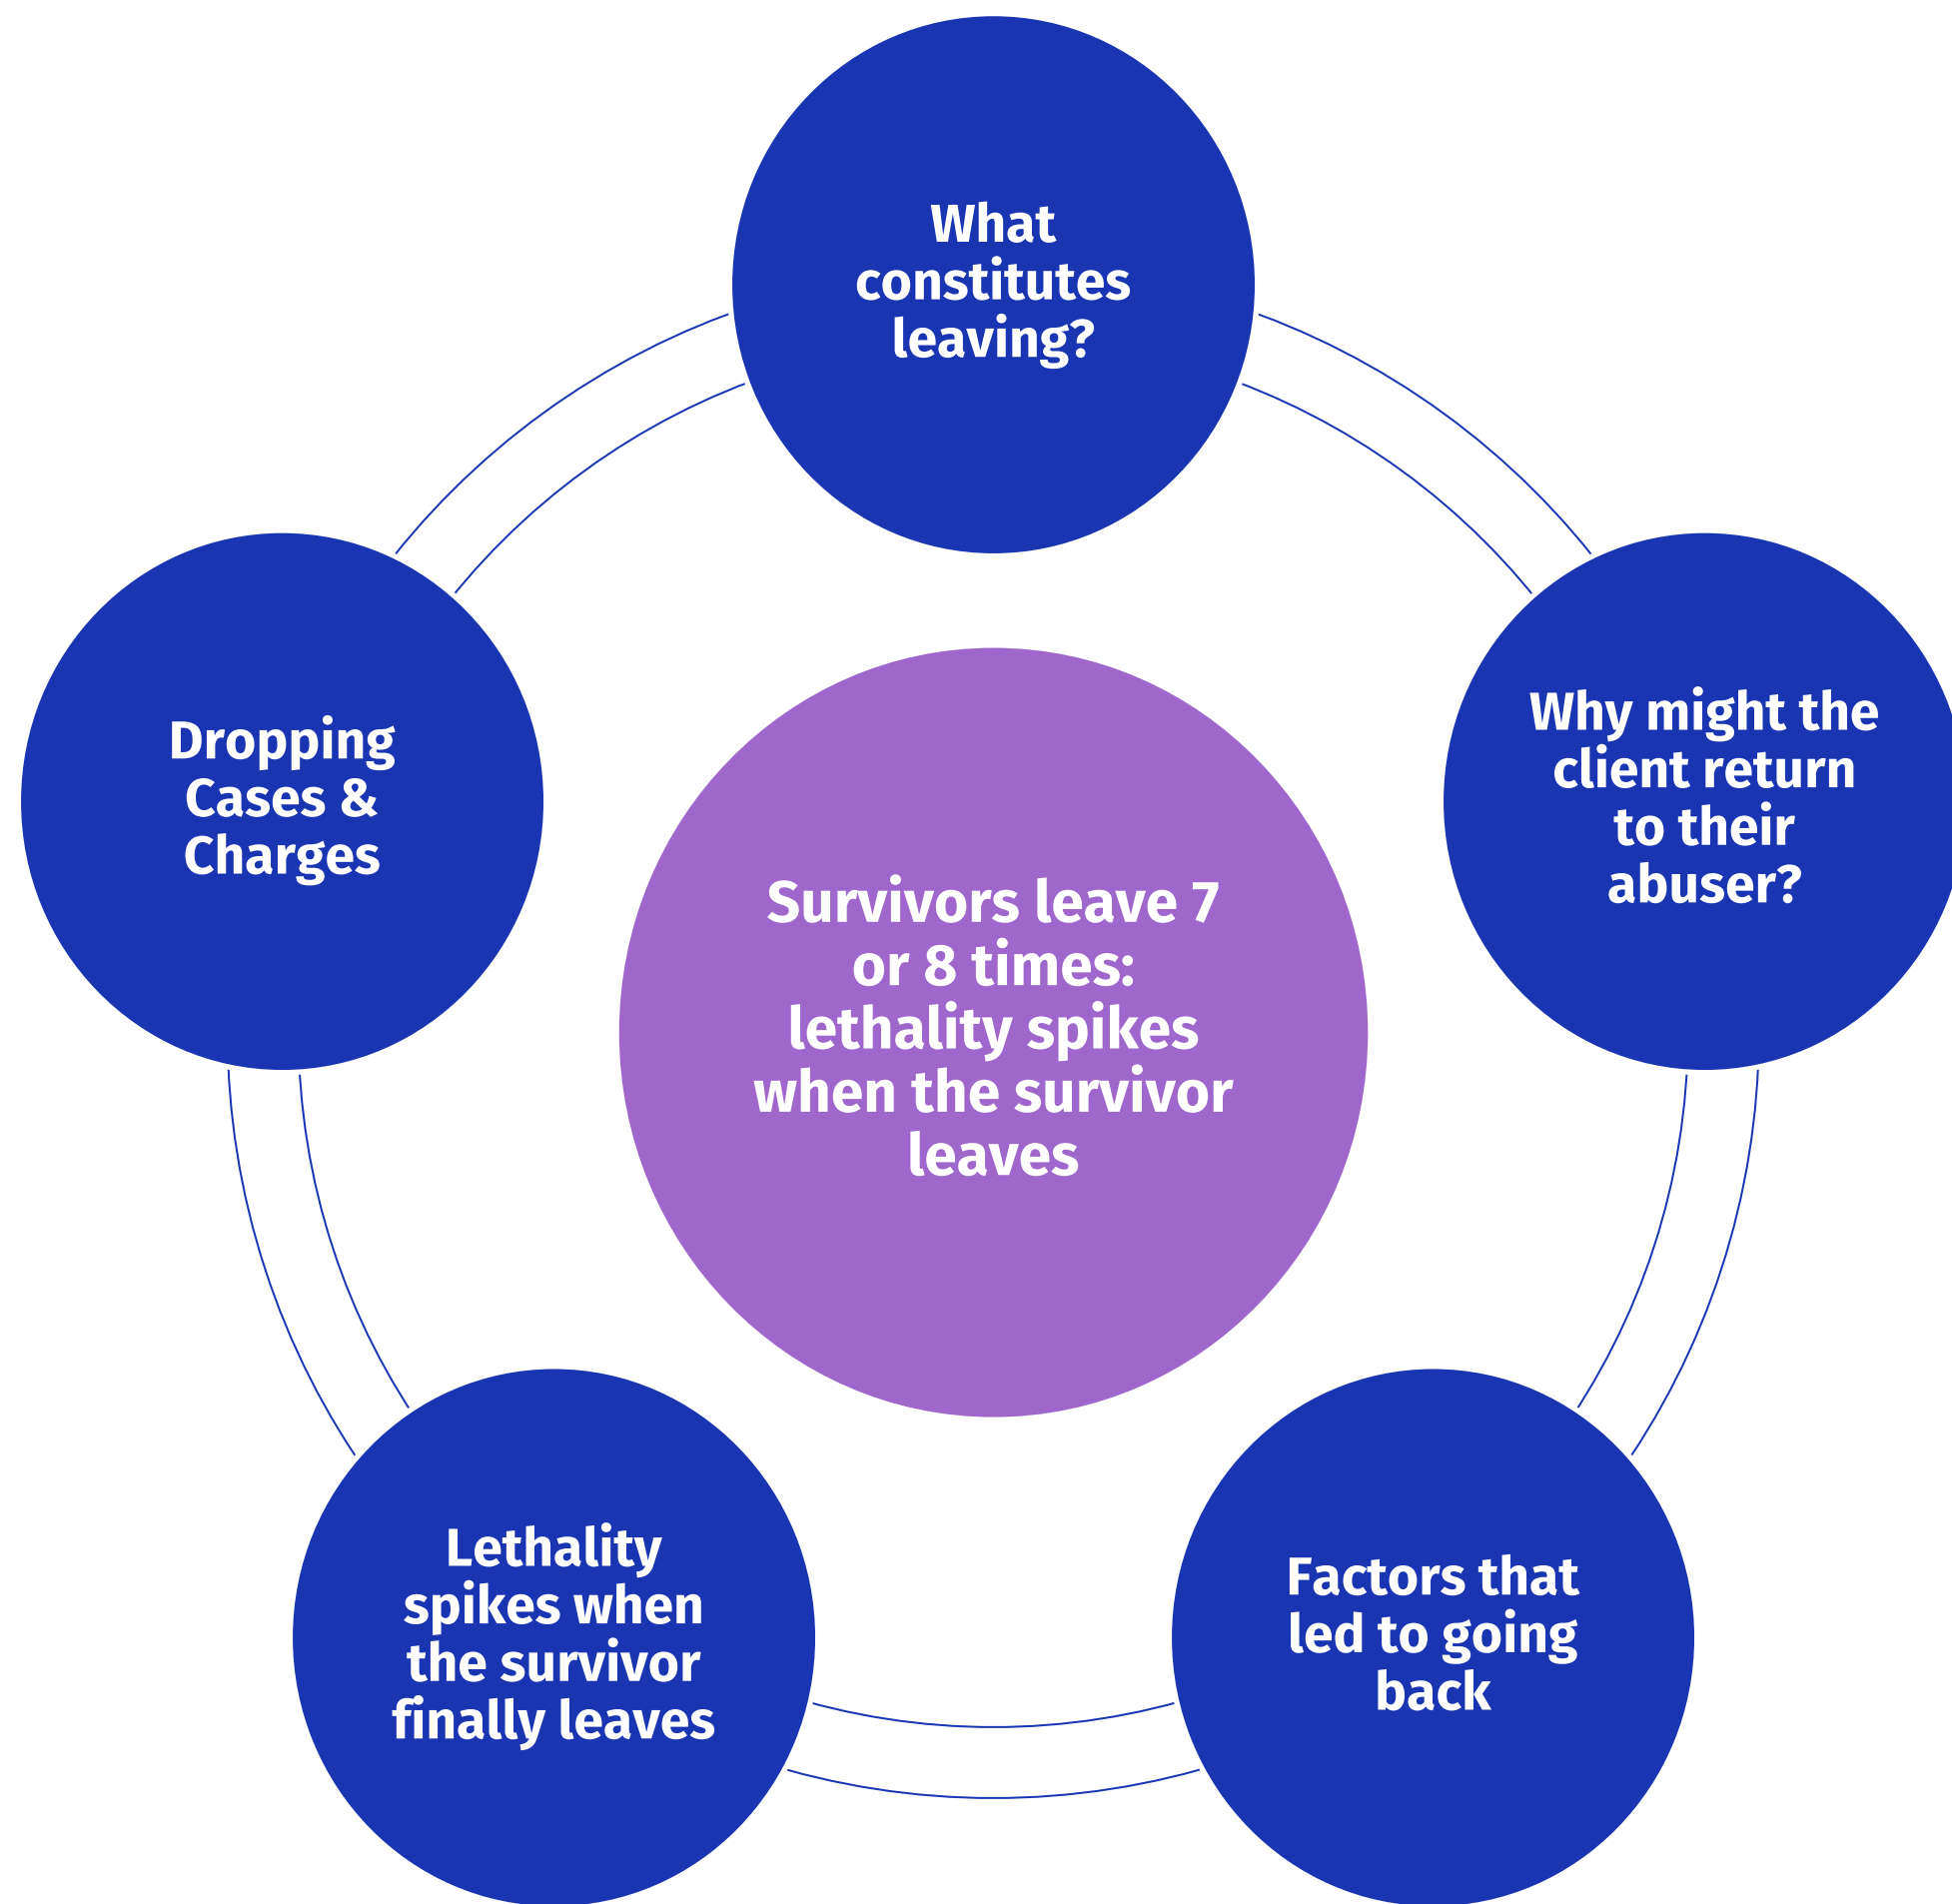 What
constitutes
leaving?
Why might the
client return
to their
abuser?
Factors that
led to going
back
Lethality
spikes when
the survivor
finally leaves
Dropping
Cases &
Charges
Survivors leave 7
or 8 times:
lethality spikes
when the survivor
leaves